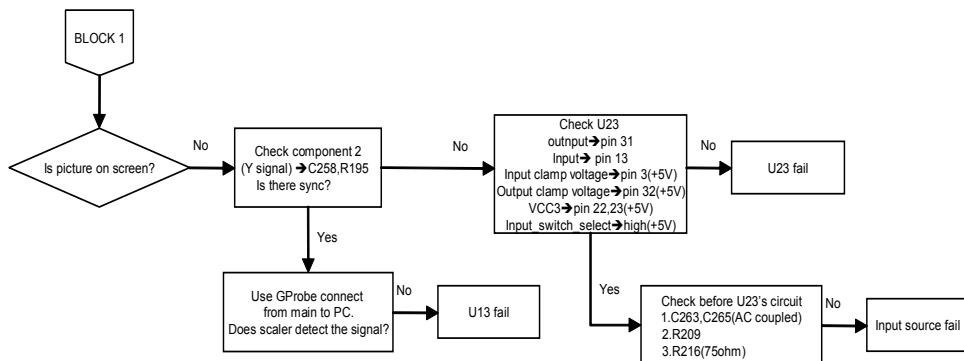 BLOCK 1
Is picture on screen?
No
Check component 2
(Y signal)➔C258,R195
Is there sync?
No
Check U23
outnput➔pin 31
Input➔ pin 13
Input clamp voltage➔pin 3(+5V)
Output clamp voltage➔pin 32(+5V)
VCC3➔pin 22,23(+5V)
Input_switch_select➔high(+5V)
No
U23 fail
Yes
Use GProbe connect
from main to PC.
Does scaler detect the signal?
No
U13 fail
Yes
Check before U23's circuit
1.C263,C265(AC coupled)
2.R209
3.R216(75ohm)
No
Input source fail